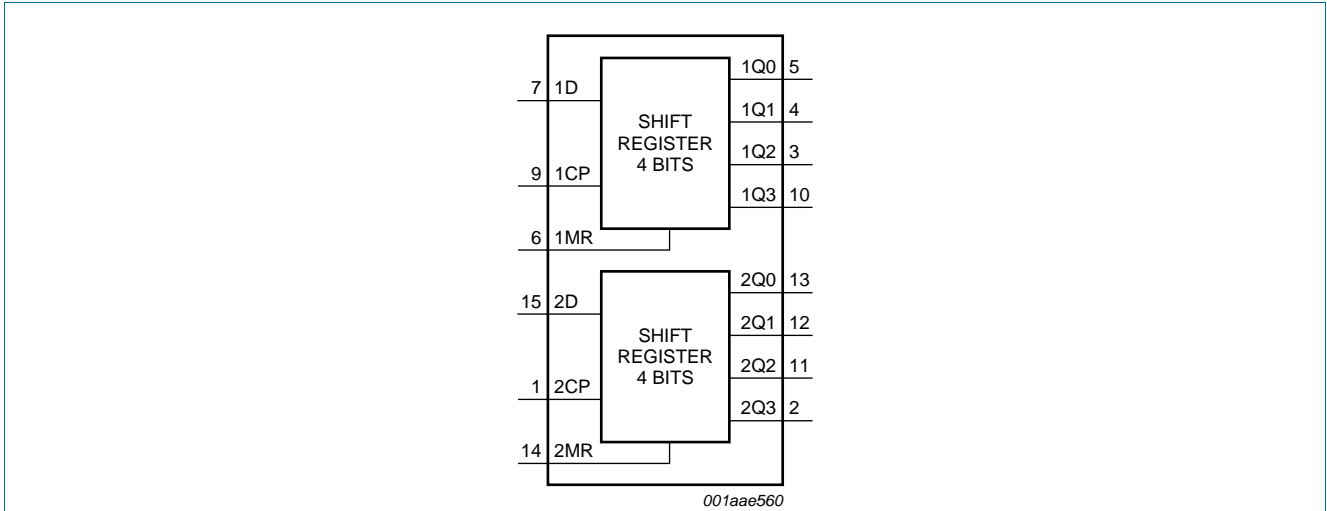 7 1D
9 1CP
6 1MR
SHIFT
REGISTER
4 BITS
1Q0 5
1Q1 4
1Q2 3
1Q3 10
15 2D
1 2CP
14 2MR
SHIFT
REGISTER
4 BITS
2Q0 13
2Q1 12
2Q2 11
2Q3 2
001aae560